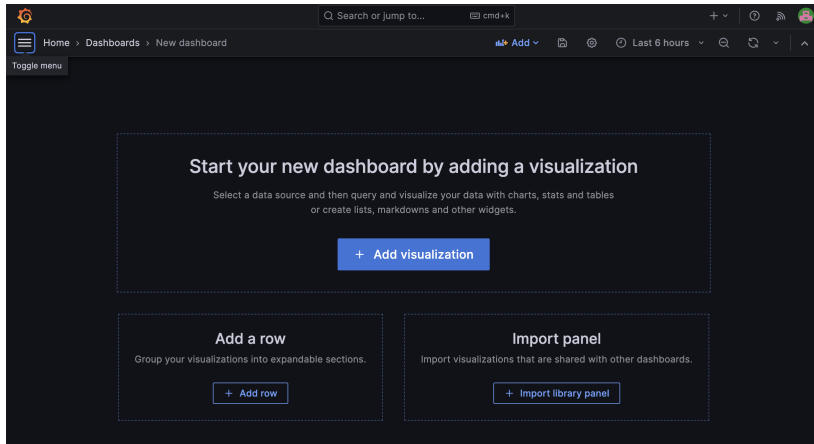 Search or jump to... cmd+k
Home › Dashboards › New dashboard Add Last 6 hours
Toggle menu
Start your new dashboard by adding a visualization
Select a data source and then query and visualize your data with charts, stats and tables
or create lists, markdowns and other widgets.
+ Add visualization
Add a row
Group your visualizations into expandable sections.
+ Add row
Import panel
Import visualizations that are shared with other dashboards.
+ Import library panel